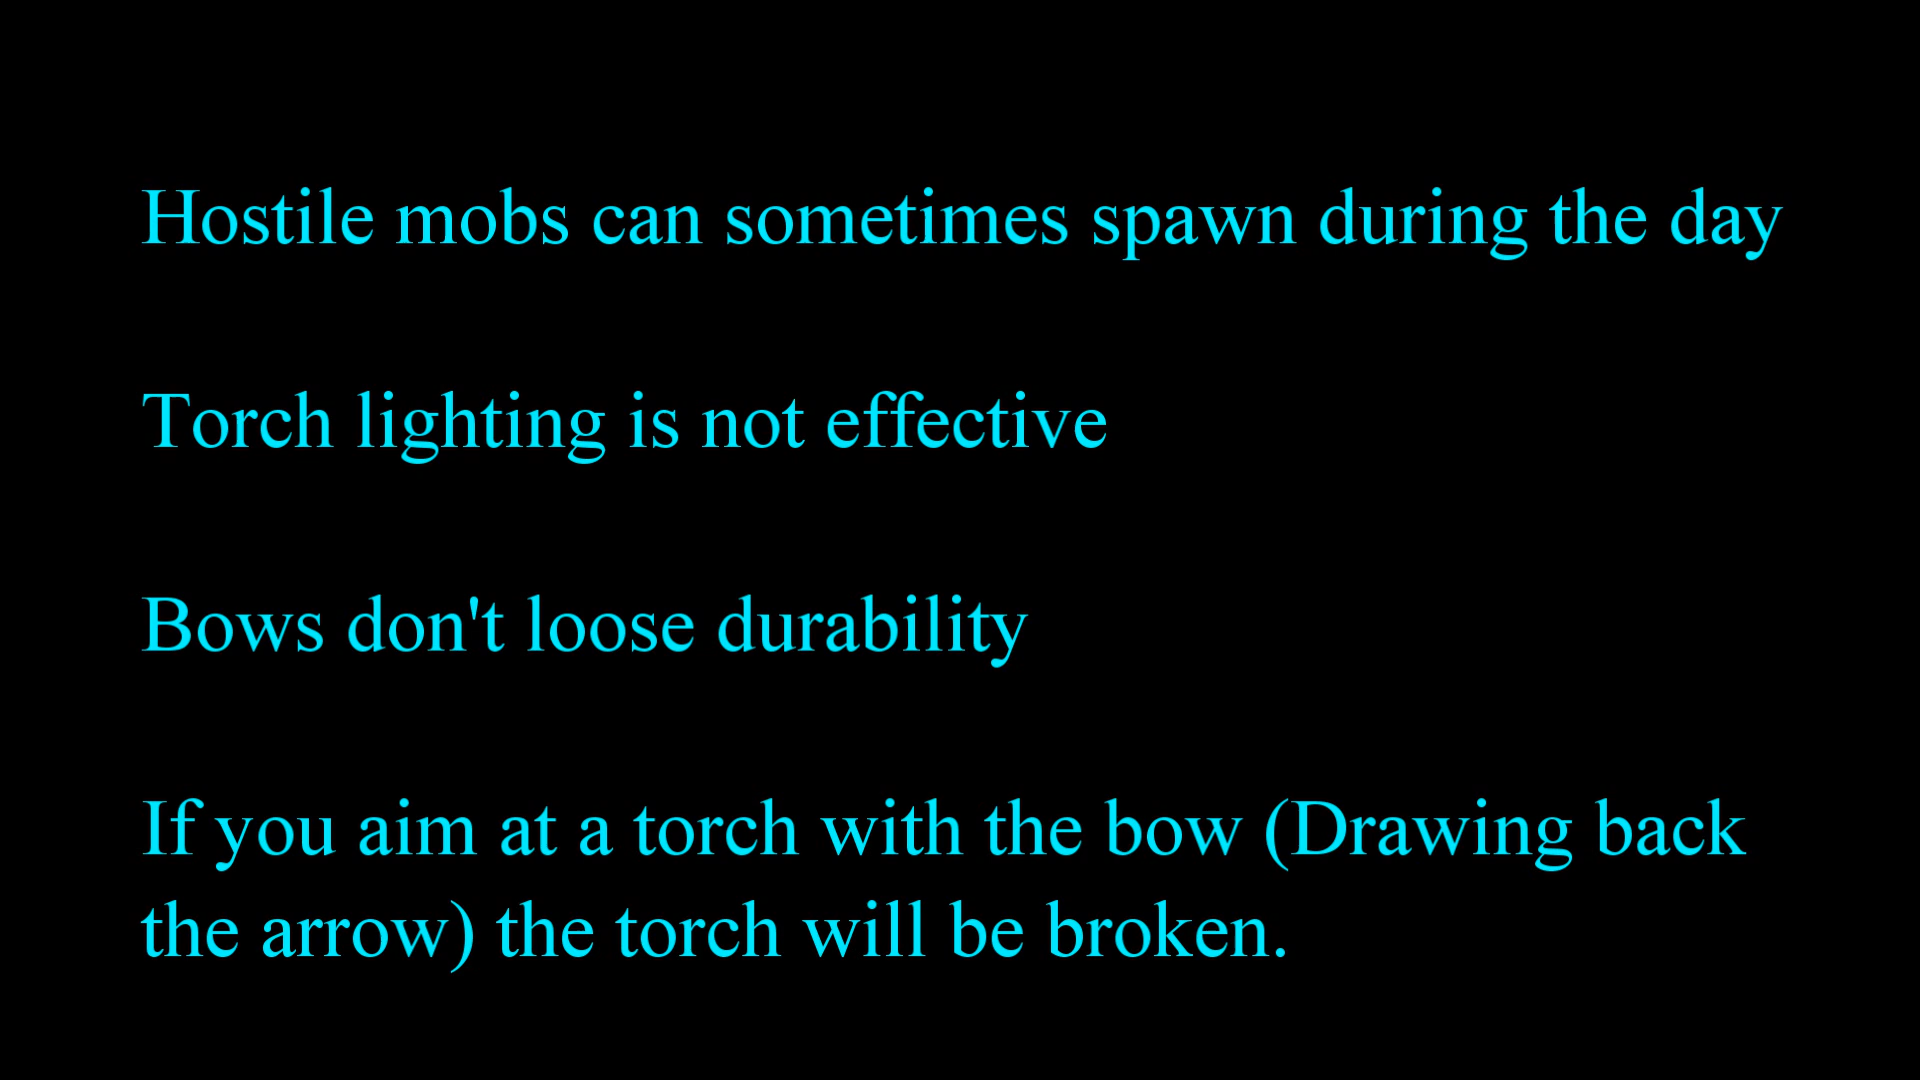 Hostile mobs can sometimes spawn during the day
Torch lighting is not effective
Bows don't loose durability
If you aim at a torch with the bow (Drawing back
the arrow) the torch will be broken.